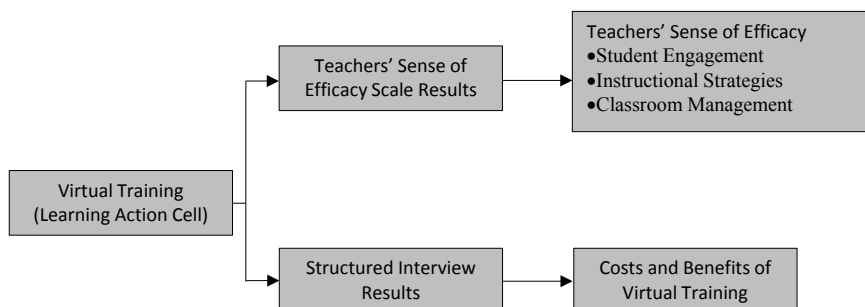 Teachers' Sense of
Efficacy Scale Results
Teachers' Sense of Efficacy
•Student Engagement
•Instructional Strategies
•Classroom Management
Virtual Training
(Learning Action Cell)
Structured Interview
Results
Costs and Benefits of
Virtual Training